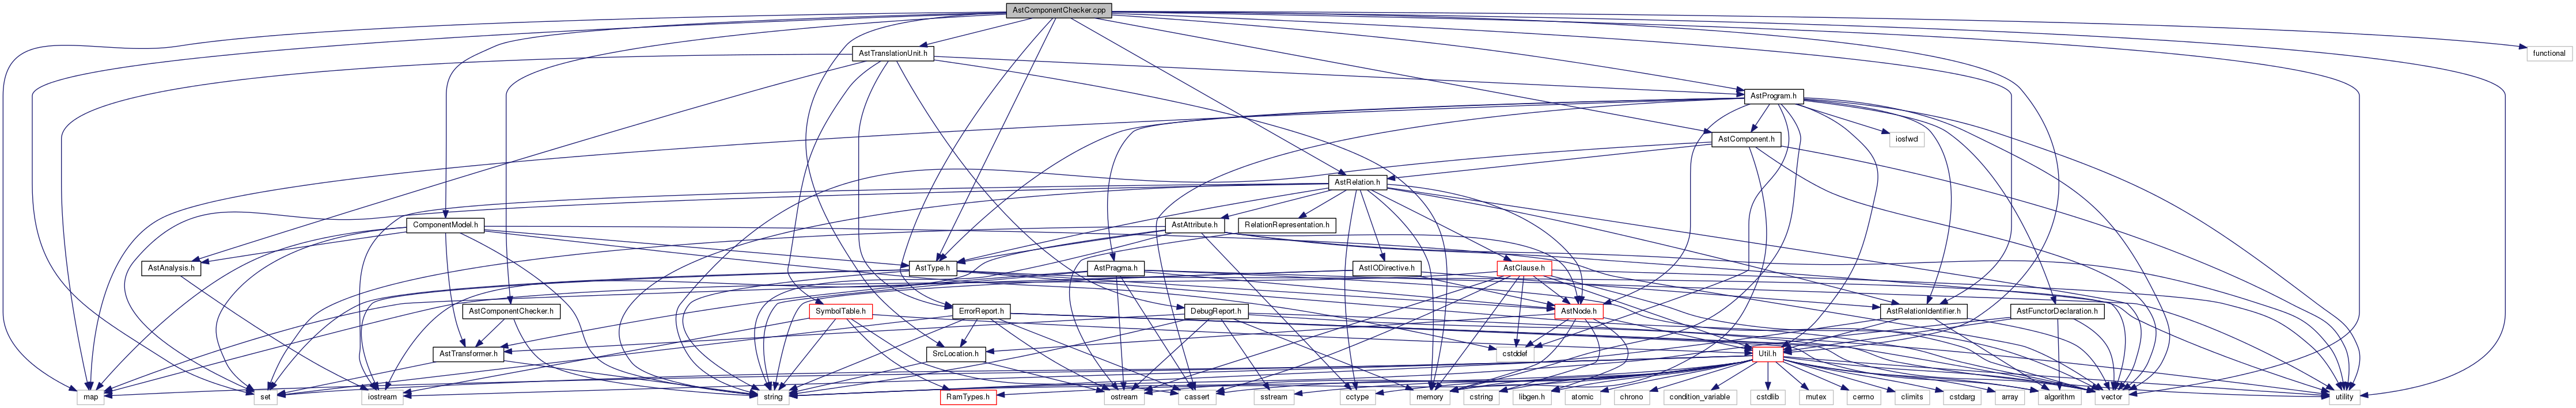 AstComponentChecker.cpp
AstTranslationUnit.h
functional
AstProgram.h
AstComponent.h
iosfwd
AstRelation.h
ComponentModel.h
AstAttribute.h
RelationRepresentation.h
AstAnalysis.h
AstType.h
AstPragma.h
AstIODirective.h
AstClause.h
AstComponentChecker.h
SymbolTable.h
ErrorReport.h
DebugReport.h
AstNode.h
AstRelationIdentifier.h
AstFunctorDeclaration.h
AstTransformer.h
SrcLocation.h
cstddef
Util.h
map
set
iostream
string
ostream
RamTypes.h
cassert
sstream
cctype
memory
cstring
libgen.h
atomic
chrono
condition_variable
cstdlib
mutex
cerrno
climits
cstdarg
array
algorithm
vector
utility